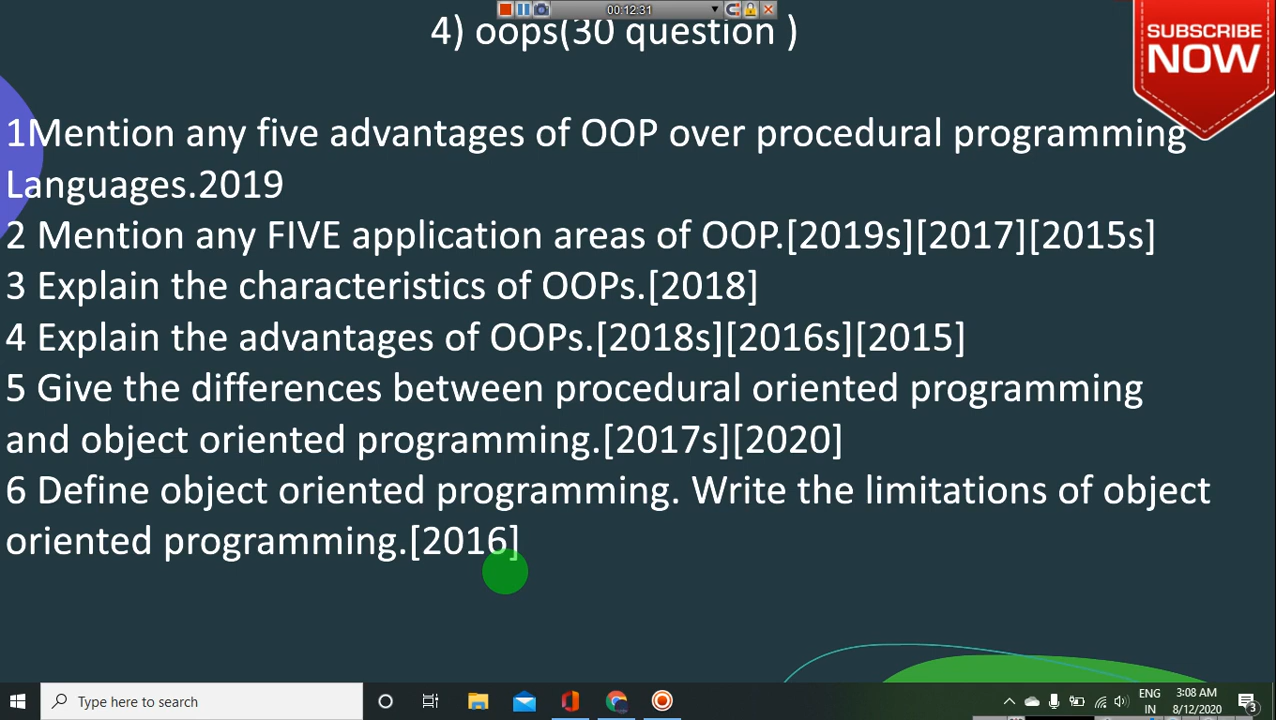 00:12:31
4) oops(30 question )
SUBSCRIBE
NOW
1Mention any five advantages of OOP over procedural programming
Languages.2019
2 Mention any FIVE application areas of OOP.[2019s][2017][2015s]
3 Explain the characteristics of OOPs.[2018]
4 Explain the advantages of OOPs.[2018s][2016s][2015]
5 Give the differences between procedural oriented programming
and object oriented programming.[2017s][2020]
6 Define object oriented programming. Write the limitations of object
oriented programming.[2016]
Type here to search
ENG
IN
3:08 AM
8/12/2020
3